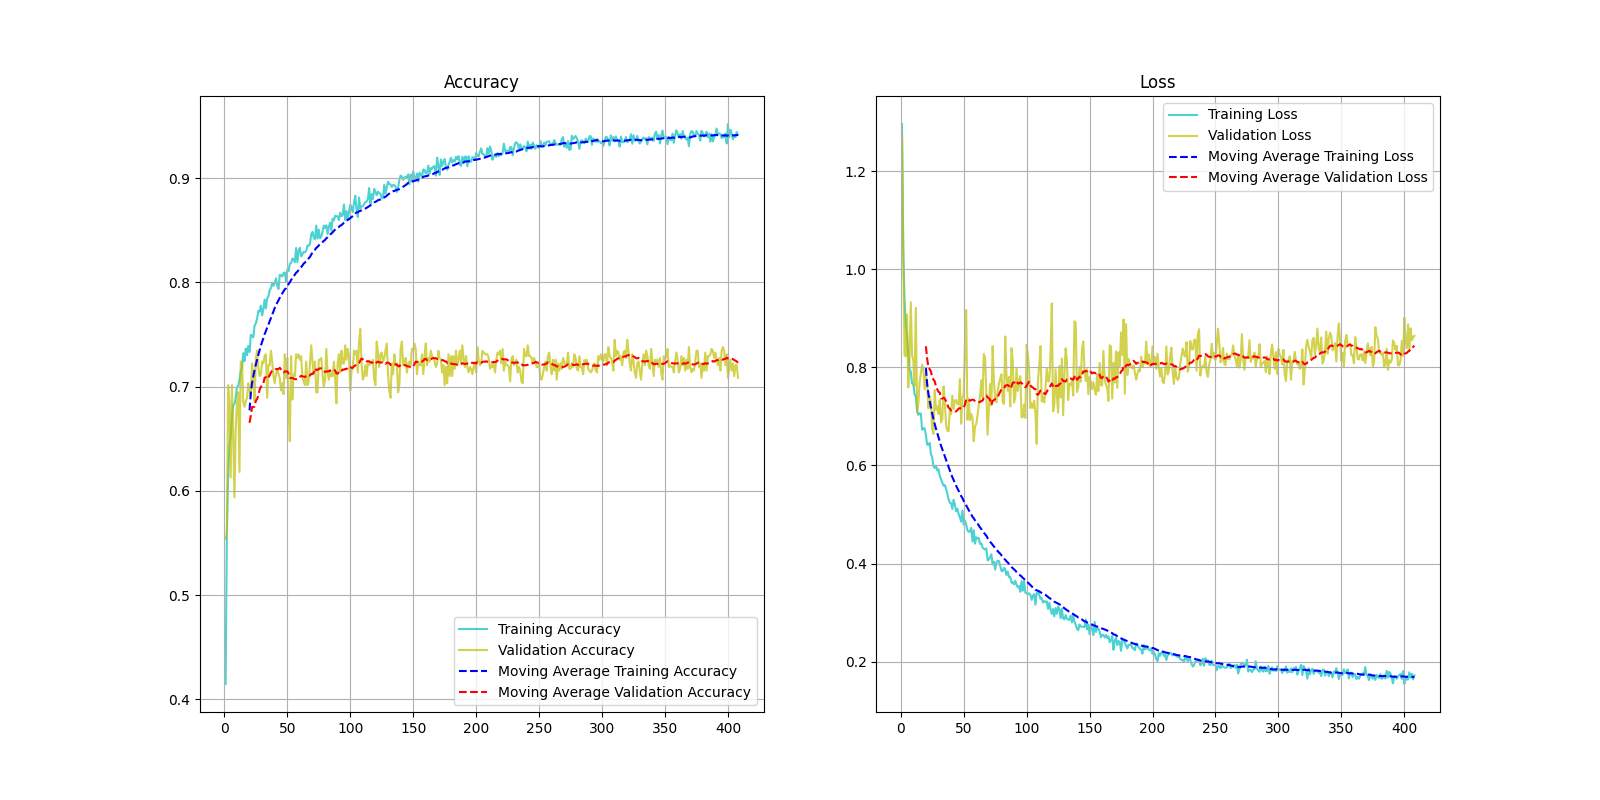 Accuracy
0.9
0.8
0.7
0.6
0.5
0.4
0 50 100 150 200 250 300 350 400
Training Accuracy
Validation Accuracy
Moving Average Training Accuracy
Moving Average Validation Accuracy
Loss
1.2
1.0
0.8
0.6
0.4
0.2
0 50 100 150 200 250 300 350 400
Training Loss
Validation Loss
Moving Average Training Loss
Moving Average Validation Loss